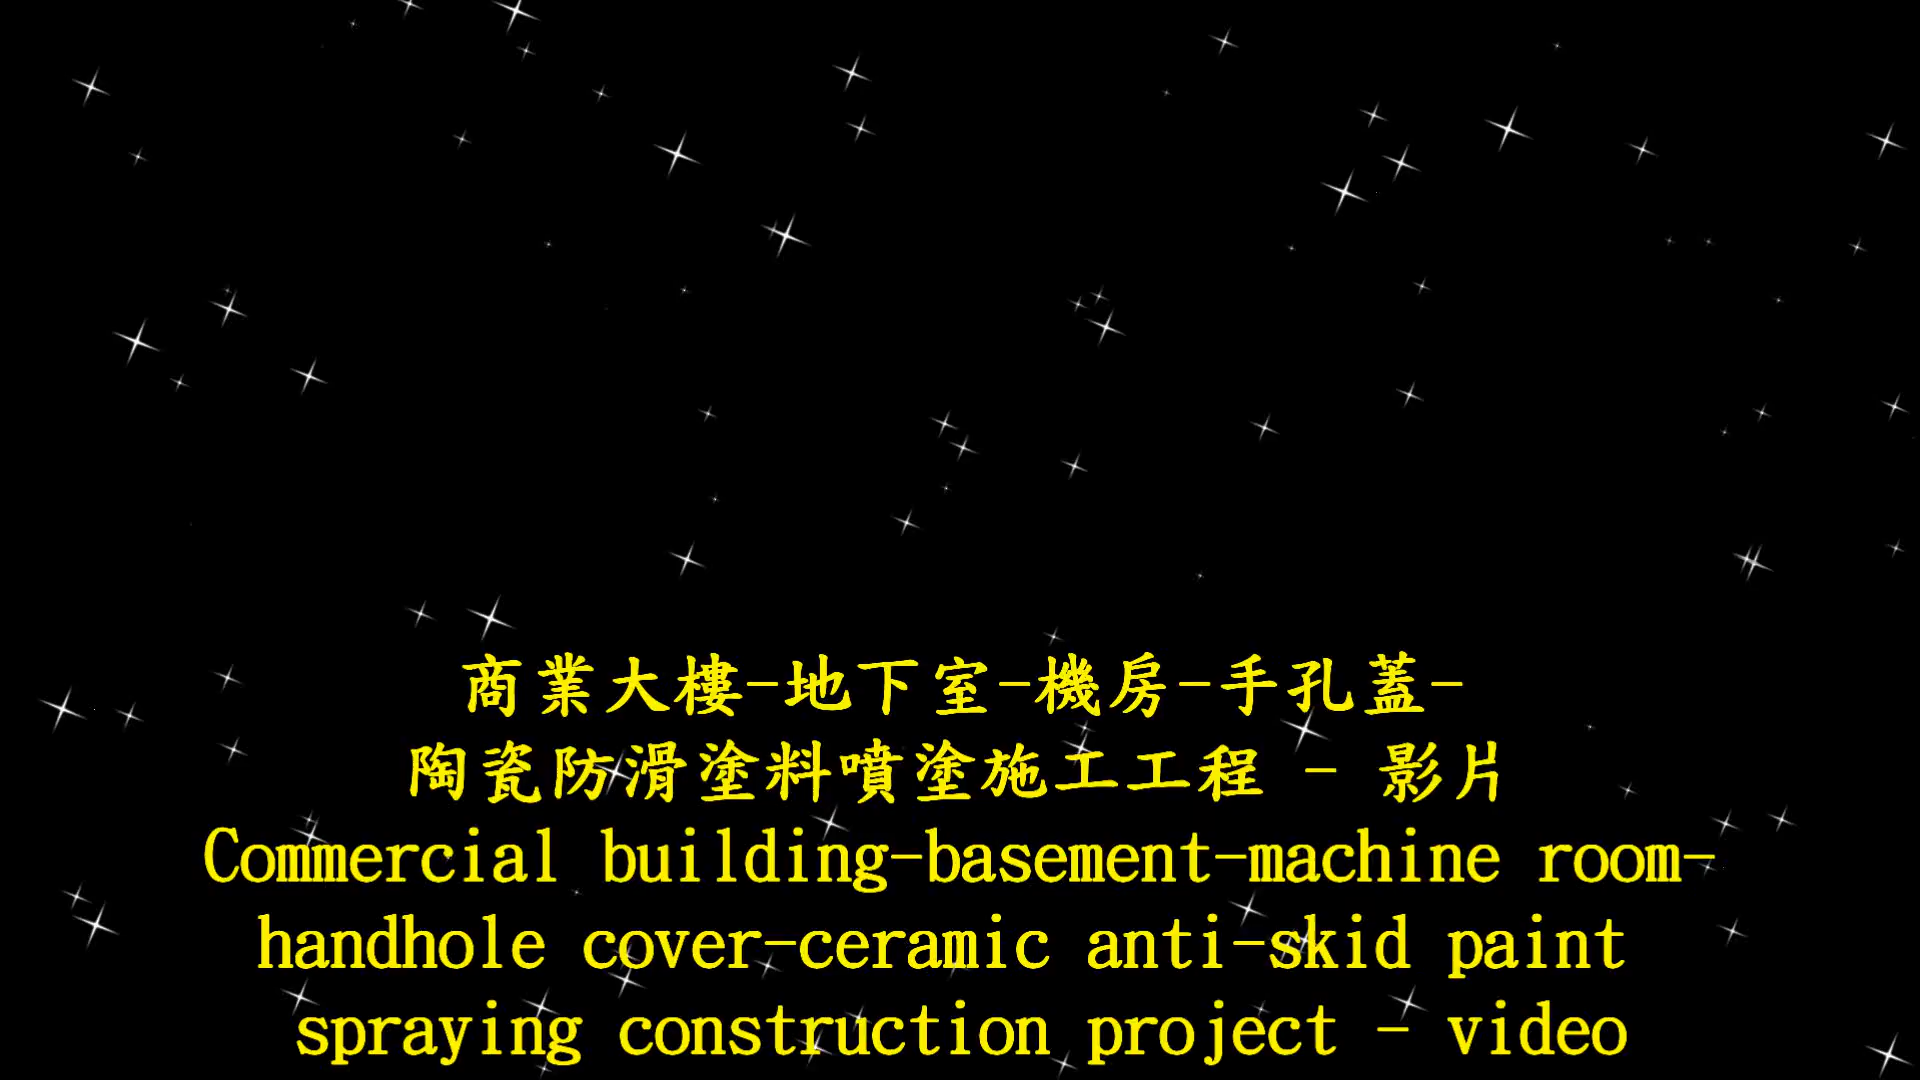 商業大樓-地下室-機房-手孔蓋-
陶瓷防滑塗料噴塗施工工程 - 影片
Commercial building-basement-machine room-
handhole cover-ceramic anti-skid paint
spraying construction project - video